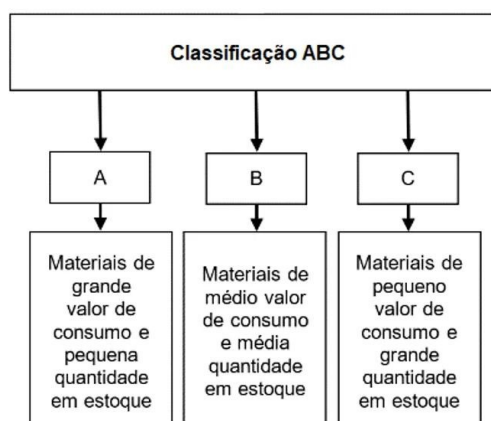 Classificação ABC
A
B
C
Materiais de
grande
valor de
consumo e
pequena
quantidade
em estoque
Materiais de
médio valor
de consumo
e média
quantidade
em estoque
Materiais de
pequeno
valor de
consumo e
grande
quantidade
em estoque